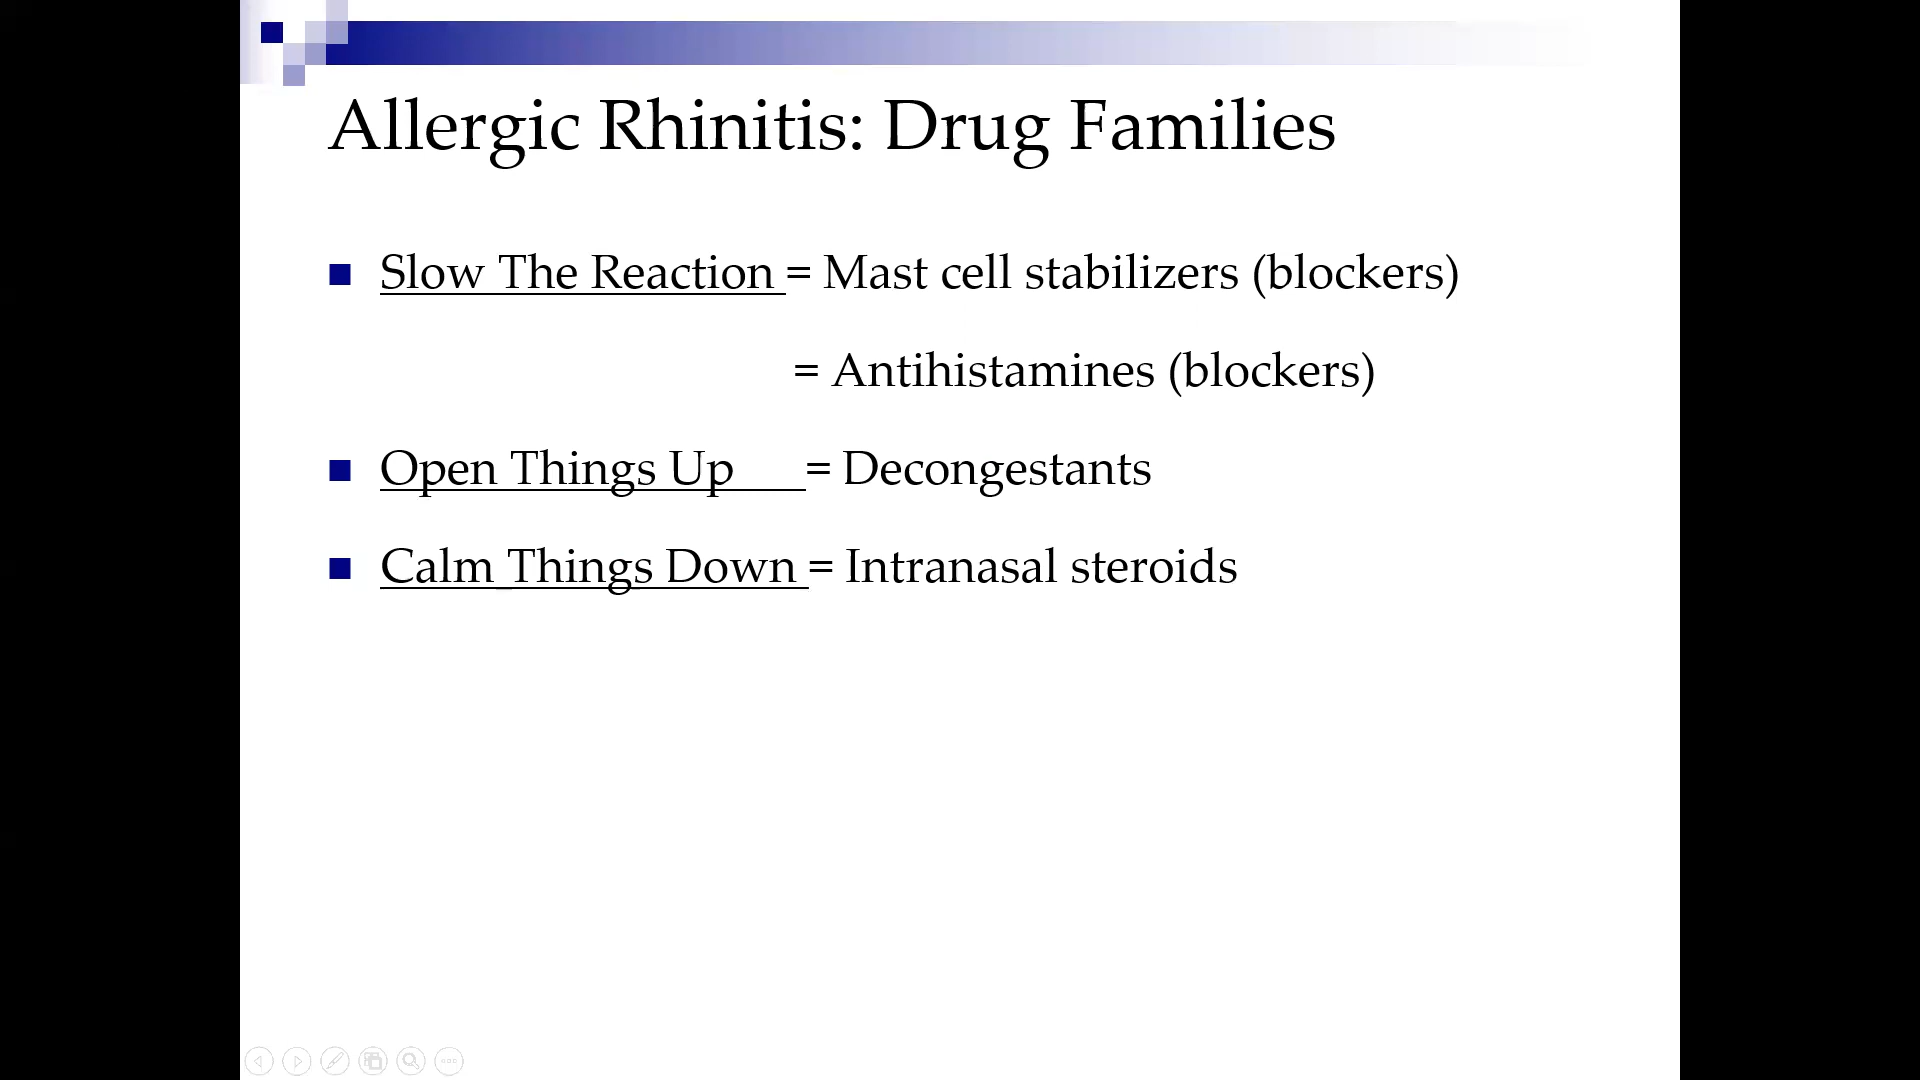 Allergic Rhinitis: Drug Families
Slow The Reaction = Mast cell stabilizers (blockers)
= Antihistamines (blockers)
Open Things Up = Decongestants
Calm Things Down = Intranasal steroids